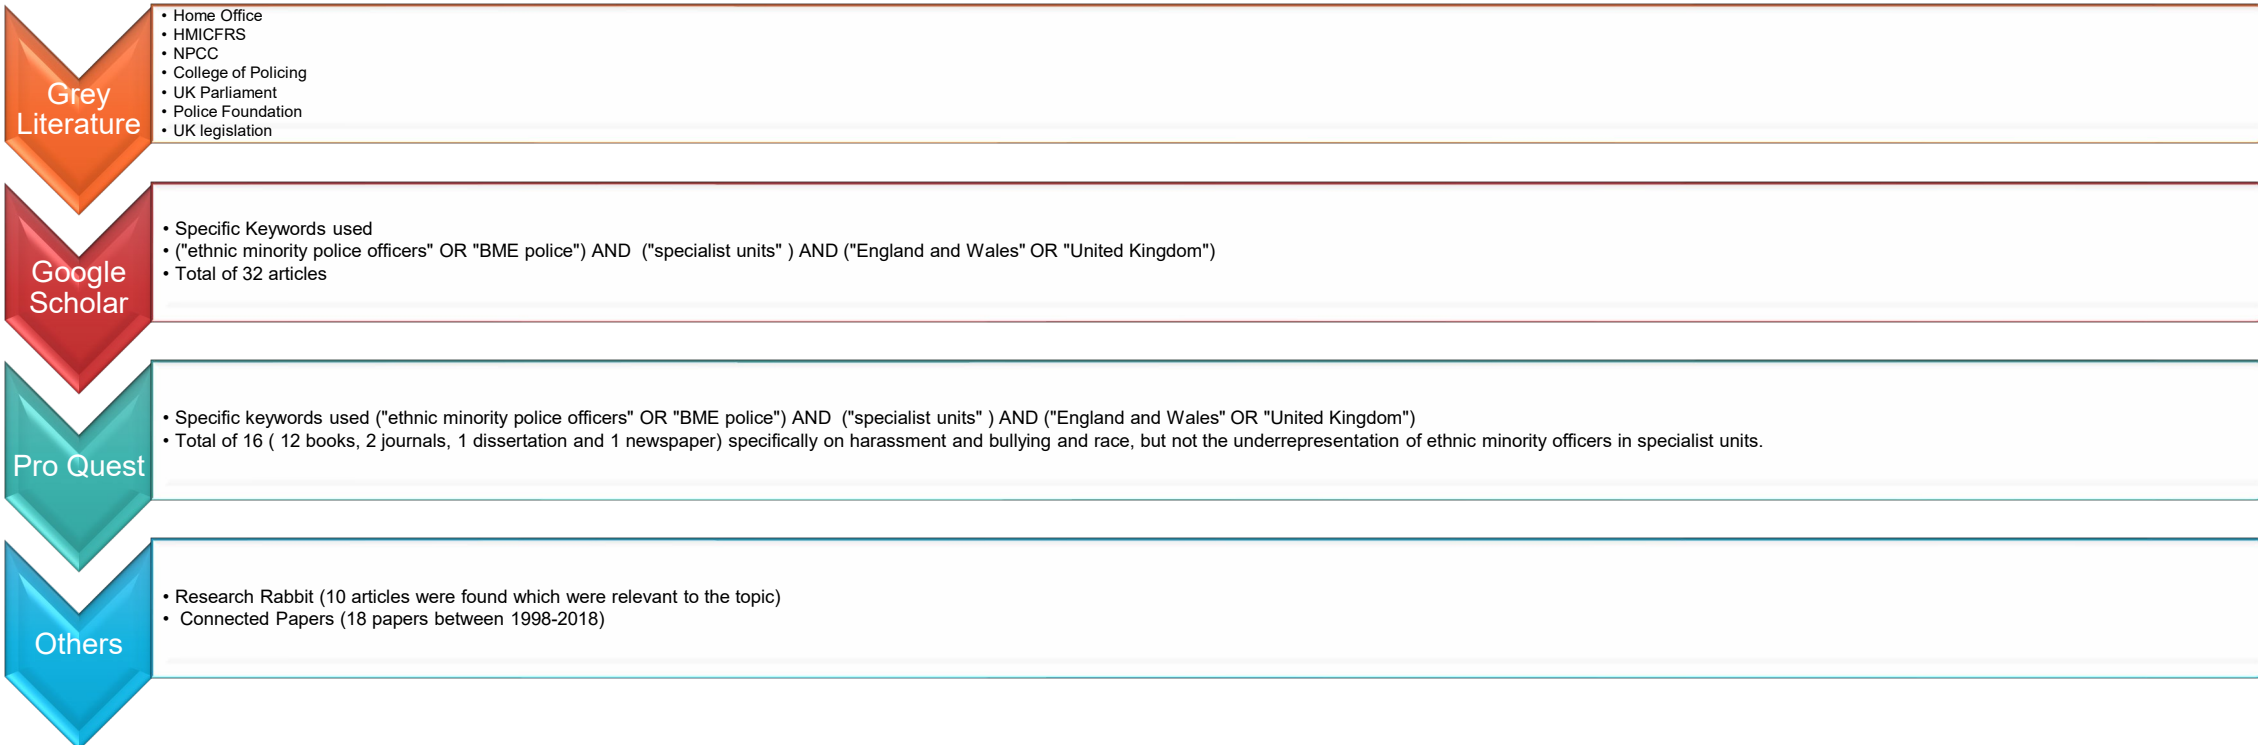 Grey
Literature
• Home Office
• HMICFRS
• NPCC
• College of Policing
• UK Parliament
• Police Foundation
• UK legislation
Google
Scholar
• Specific Keywords used
• ("ethnic minority police officers" OR "BME police") AND  ("specialist units" ) AND ("England and Wales" OR "United Kingdom")
• Total of 32 articles
Pro Quest
• Specific keywords used ("ethnic minority police officers" OR "BME police") AND  ("specialist units" ) AND ("England and Wales" OR "United Kingdom")
• Total of 16 ( 12 books, 2 journals, 1 dissertation and 1 newspaper) specifically on harassment and bullying and race, but not the underrepresentation of ethnic minority officers in specialist units.
Others
• Research Rabbit (10 articles were found which were relevant to the topic)
•  Connected Papers (18 papers between 1998-2018)